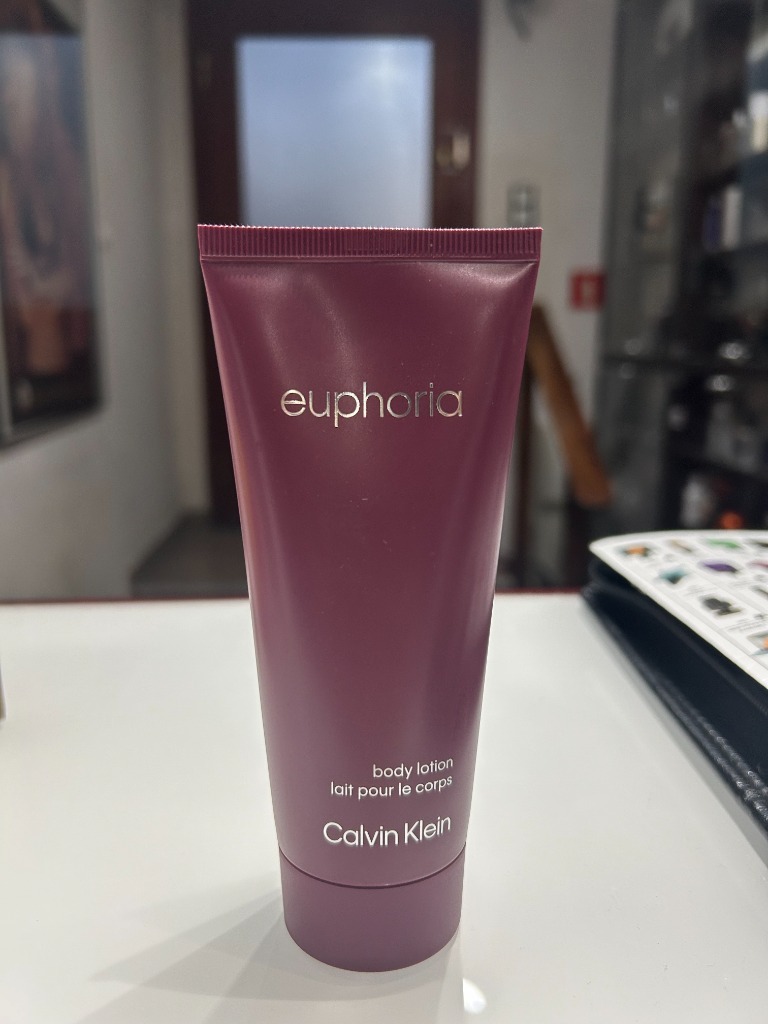 euphoria
body lotion
lait pour le corps
Calvin Klein